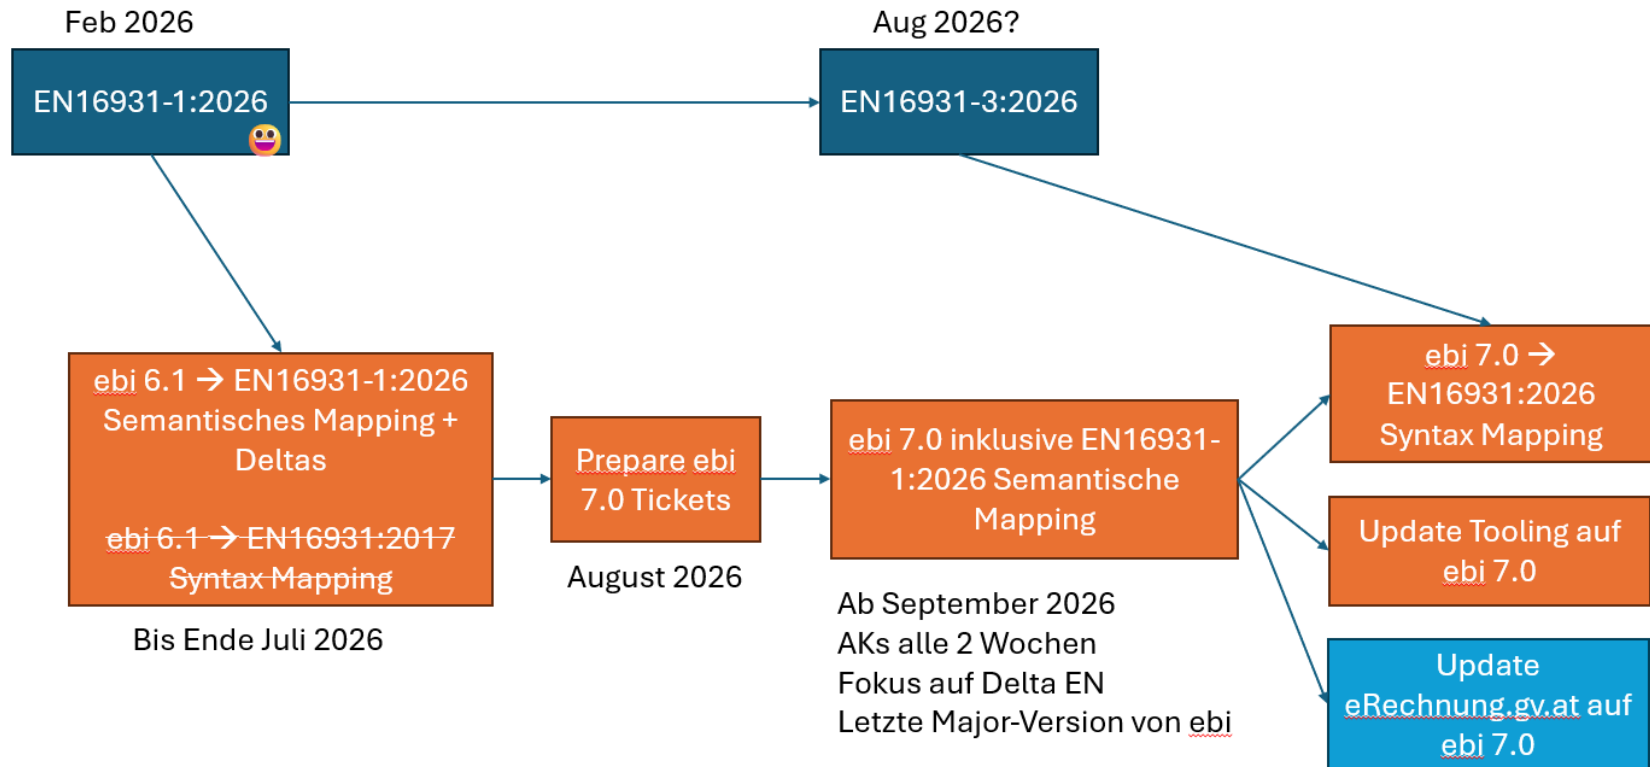 Feb 2026
Aug 2026?
EN16931-1:2026
EN16931-3:2026
ebi 6.1 → EN16931-1:2026
Semantisches Mapping +
Deltas
ebi 6.1 → EN16931:2017
Syntax Mapping
Bis Ende Juli 2026
Prepare ebi
7.0 Tickets
August 2026
ebi 7.0 inklusive EN16931-
1:2026 Semantische
Mapping
Ab September 2026
AKs alle 2 Wochen
Fokus auf Delta EN
Letzte Major-Version von ebi
ebi 7.0 →
EN16931:2026
Syntax Mapping
Update Tooling auf
ebi 7.0
Update
eRechnung.gv.at auf
ebi 7.0